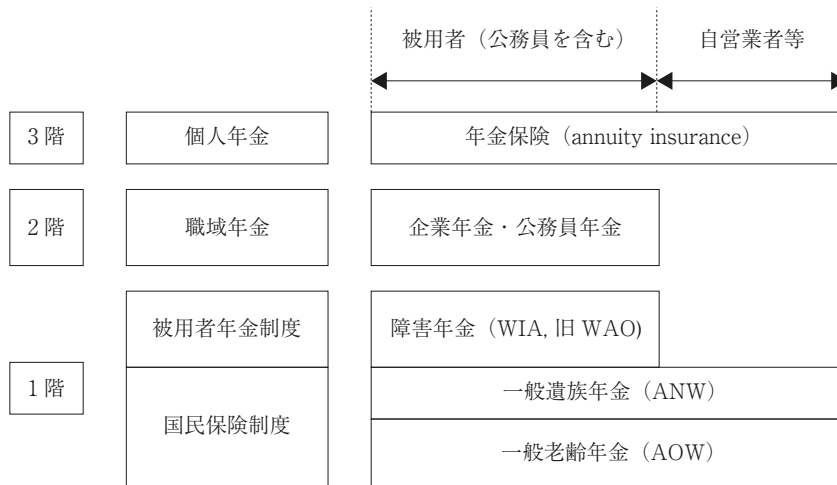 被用者（公務員を含む） 自営業者等
3階 個人年金 年金保険（annuity insurance）
2階 職域年金 企業年金・公務員年金
被用者年金制度 障害年金（WIA, 旧 WAO)
1階
一般遺族年金（ANW）
国民保険制度
一般老齢年金（AOW）